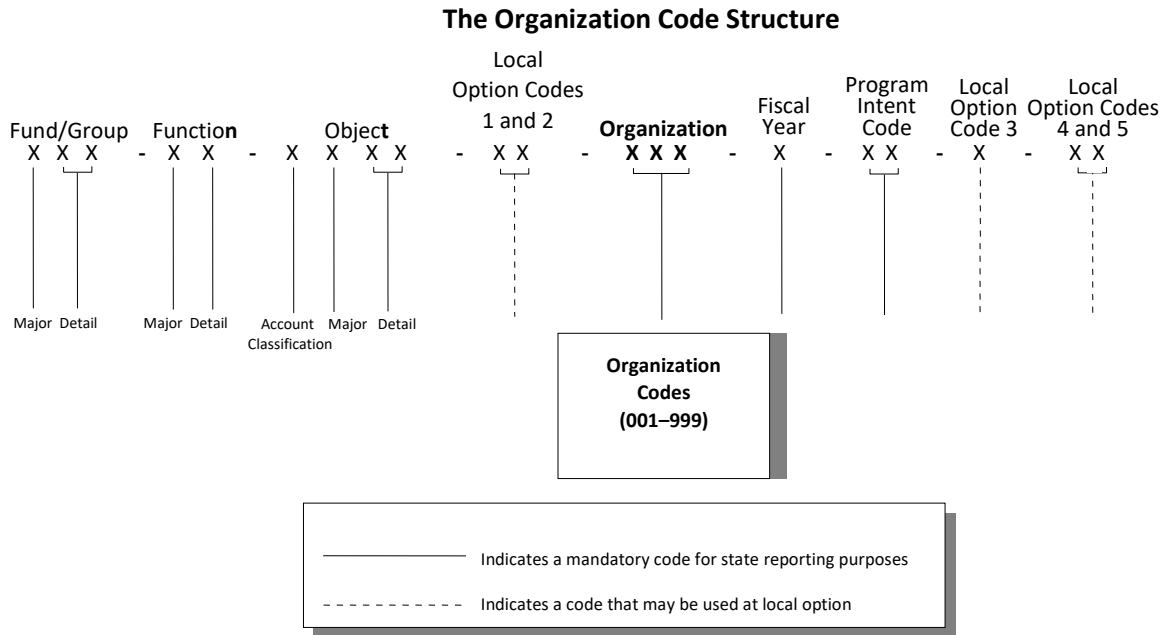 The Organization Code Structure
Local
Option Codes
1 and 2
Program
Intent
Code
Local
Option
Code 3
Local
Option Codes
4 and 5
Fiscal
Year
Fund/Group Function Object Organization
X X X - X X - X X X X - X X - X X X - X - X X - X - X X
Major Detail Major Detail Account Classification Major Detail
Organization
Codes
(001–999)
Indicates a mandatory code for state reporting purposes
Indicates a code that may be used at local option